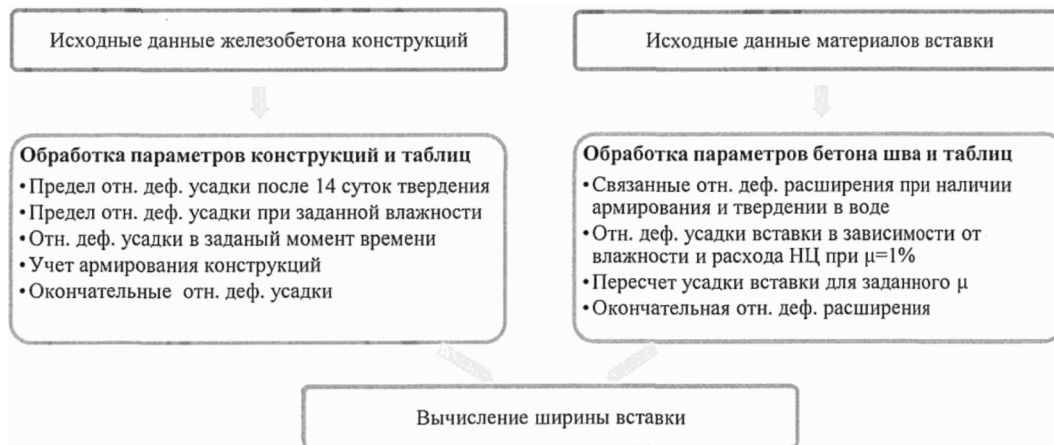 Исходные данные железобетона конструкций
Исходные данные материалов вставки
Обработка параметров конструкций и таблиц
•Предел отн. деф. усадки после 14 суток твердения
•Предел отн. деф. усадки при заданной влажности
•Отн. деф. усадки в заданый момент времени
•Учет армирования конструкций
•Окончательные отн. деф. усадки
Обработка параметров бетона шва и таблиц
•Связанные отн. деф. расширения при наличии
армирования и твердении в воде
•Отн. деф. усадки вставки в зависимости от
влажности и расхода НЦ при μ=1%
•Пересчет усадки вставки для заданного μ
•Окончательная отн. деф. расширения
Вычисление ширины вставки